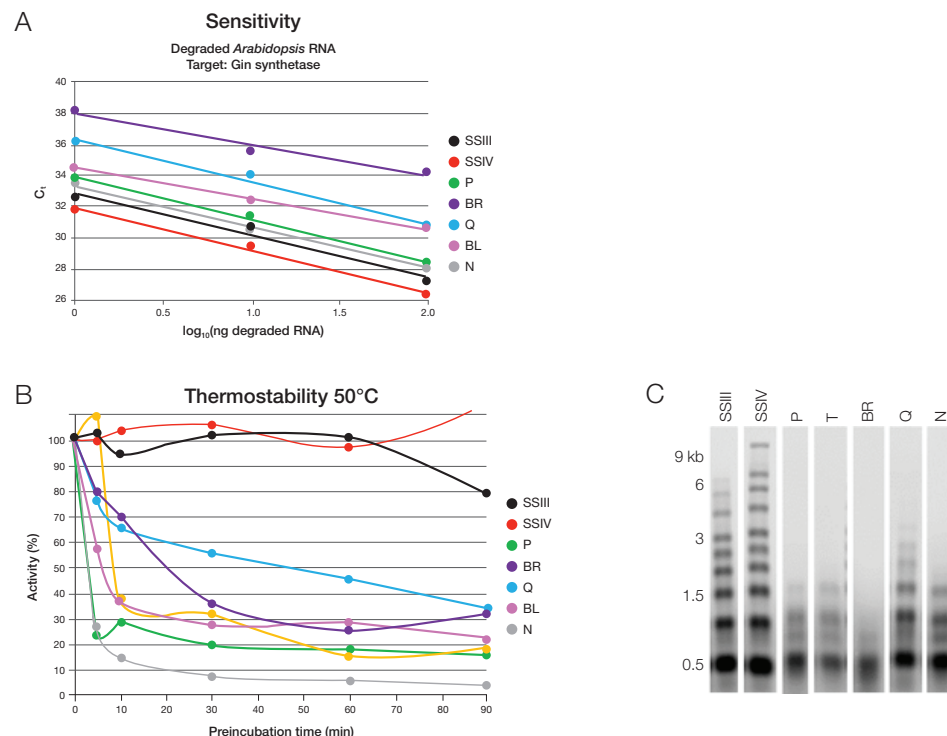 A
Sensitivity
Degraded Arabidopsis RNA
Target: Gin synthetase
40
38
36
34
32
30
28
26
Ct
0
0.5
1.0
1.5
2.0
log10(ng degraded RNA)
SSIII
SSIV
P
BR
Q
BL
N
B
Thermostability 50°C
100
90
80
70
60
50
40
30
20
10
0
Activity (%)
0
10
20
30
40
50
60
70
80
90
Preincubation time (min)
SSIII
SSIV
P
BR
Q
BL
N
C
SSIII
SSIV
P
T
BR
Q
N
9 kb
6
3
1.5
0.5